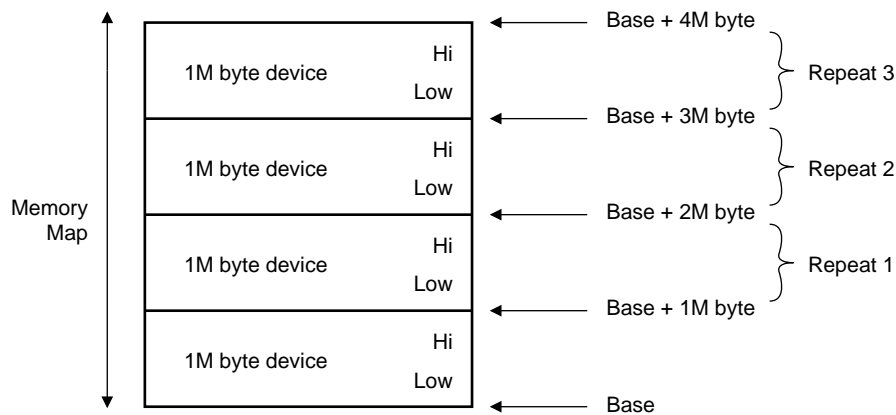 Base + 4M byte
Hi
1M byte device
Low
Repeat 3
Base + 3M byte
Hi
1M byte device
Low
Repeat 2
Memory
Map
Base + 2M byte
Hi
1M byte device
Low
Repeat 1
Base + 1M byte
Hi
1M byte device
Low
Base